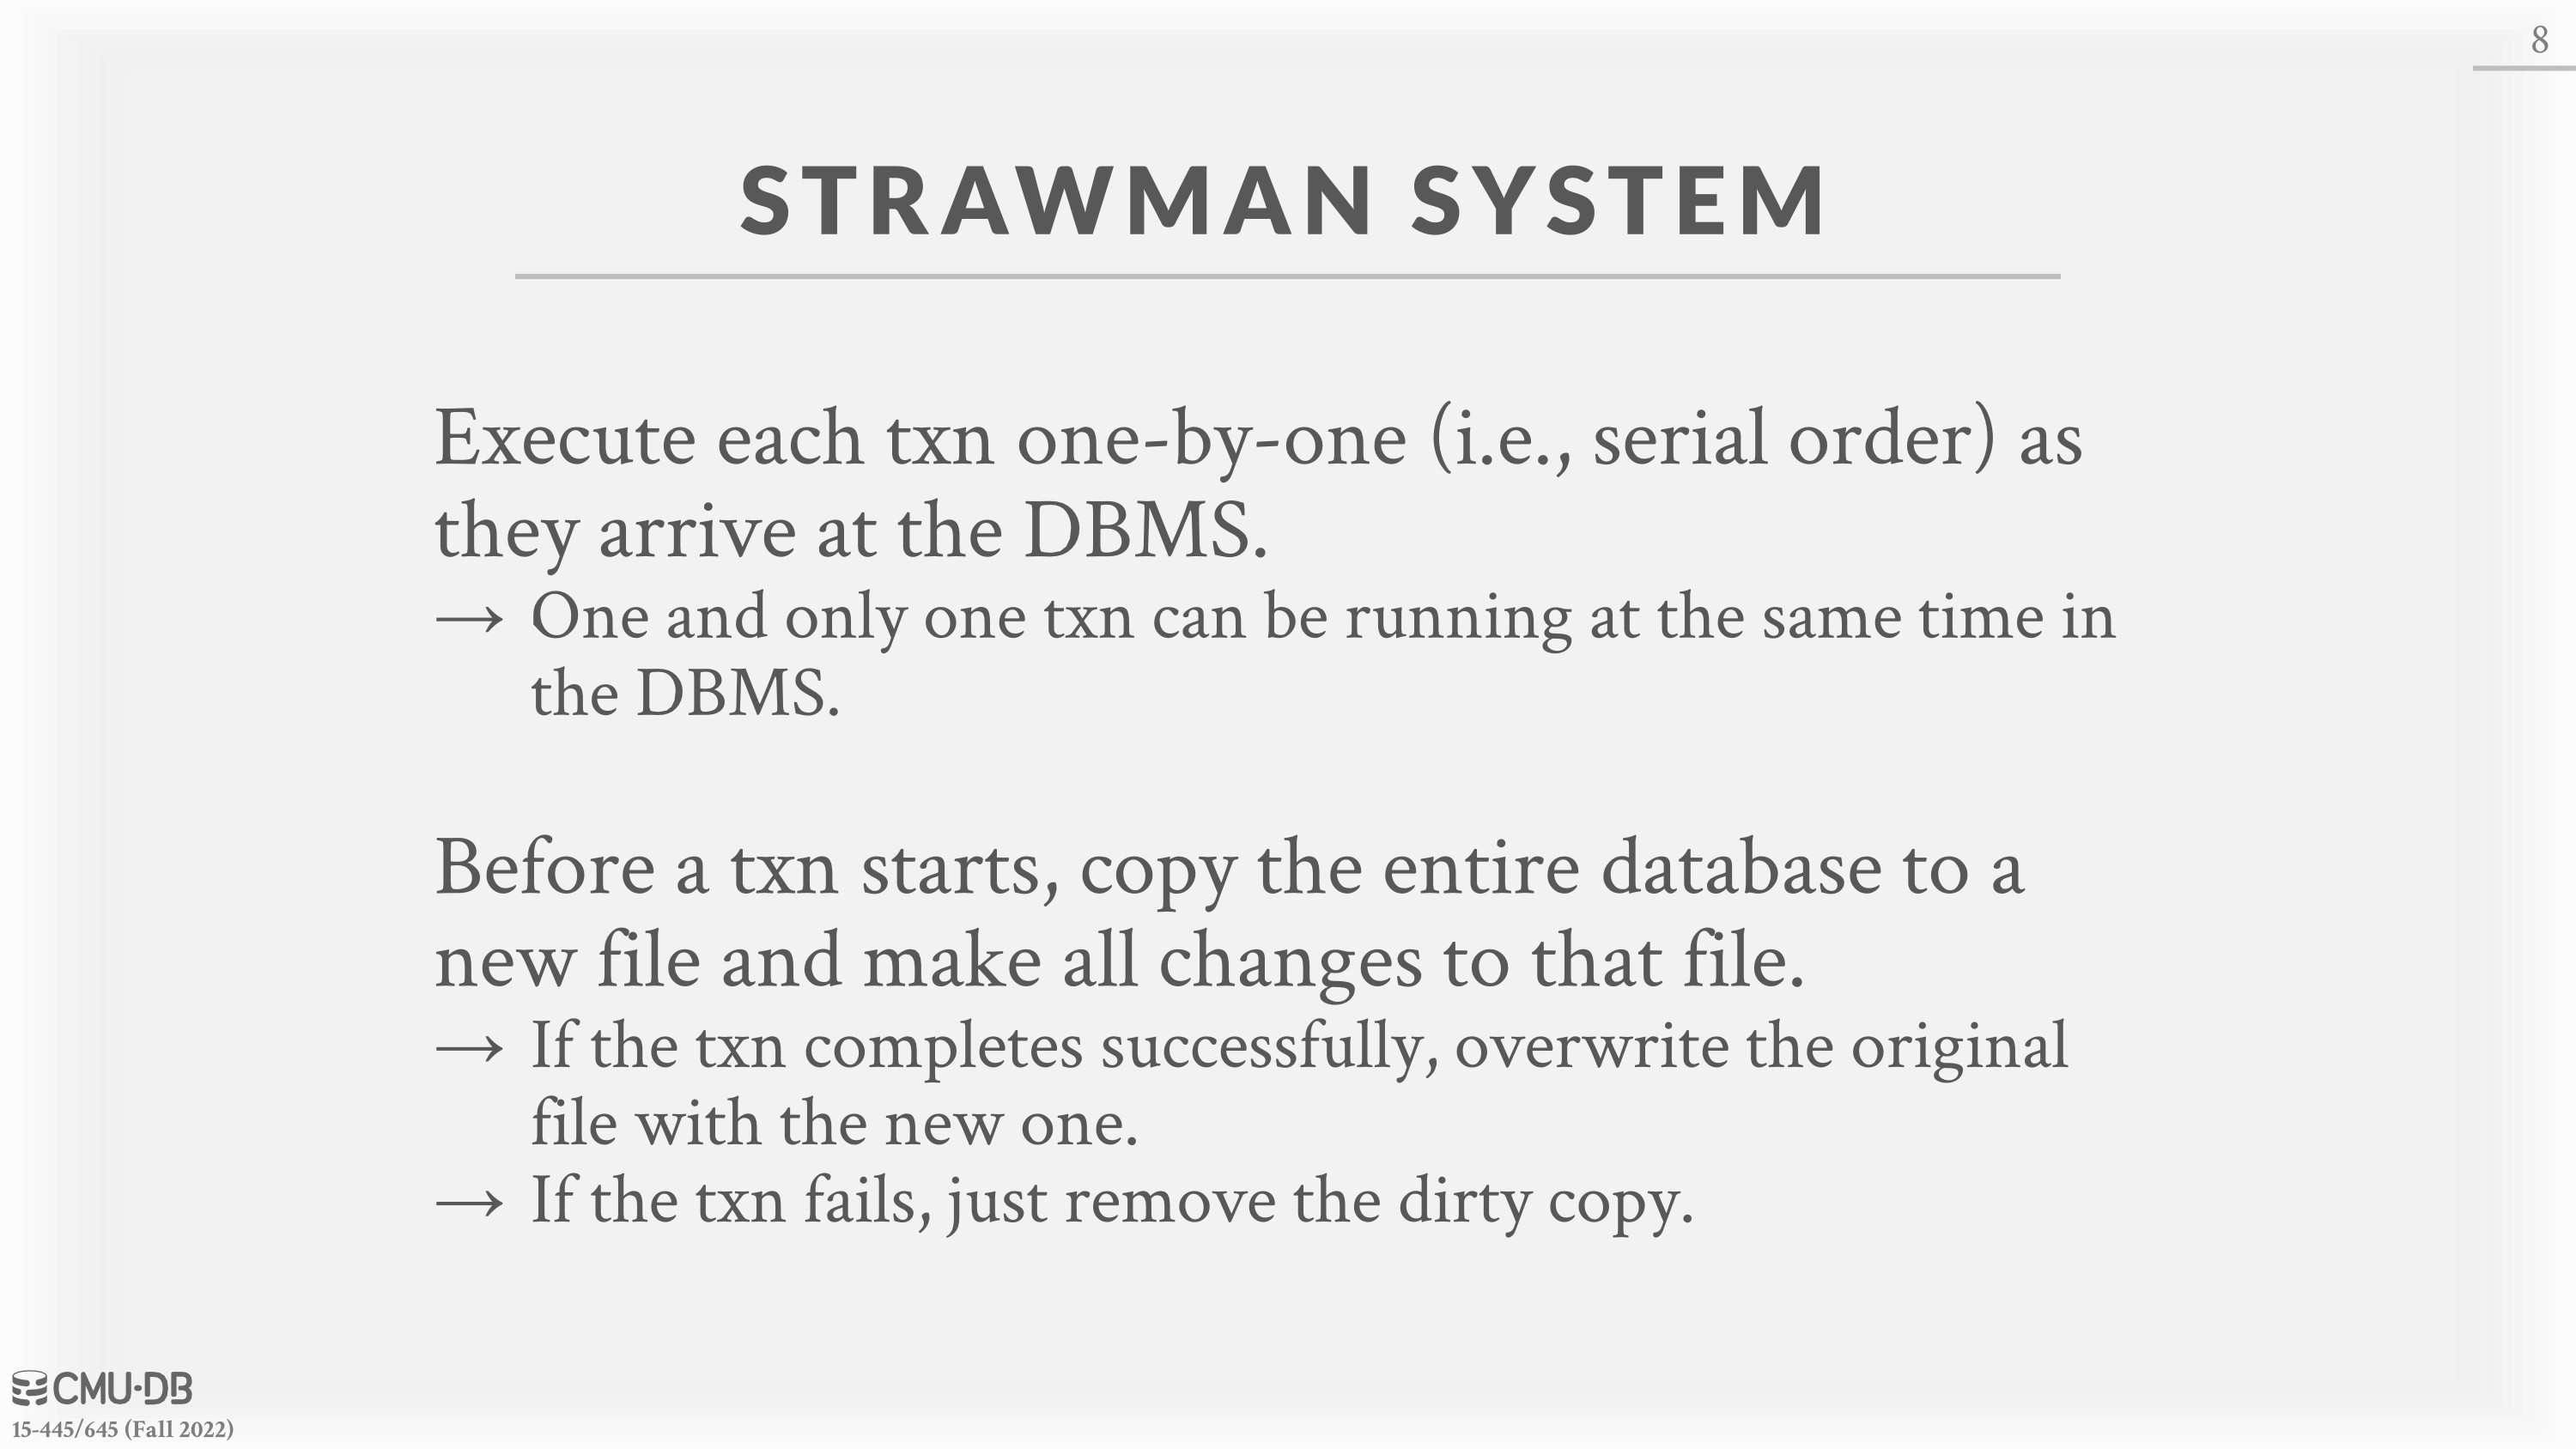 8
STRAWMAN SYSTEM
Execute each txn one-by-one (i.e., serial order) as
they arrive at the DBMS.
→ One and only one txn can be running at the same time in
the DBMS.
Before a txn starts, copy the entire database to a
new file and make all changes to that file.
→ If the txn completes successfully, overwrite the original
file with the new one.
→ If the txn fails, just remove the dirty copy.
CMU·DB
15-445/645 (Fall 2022)